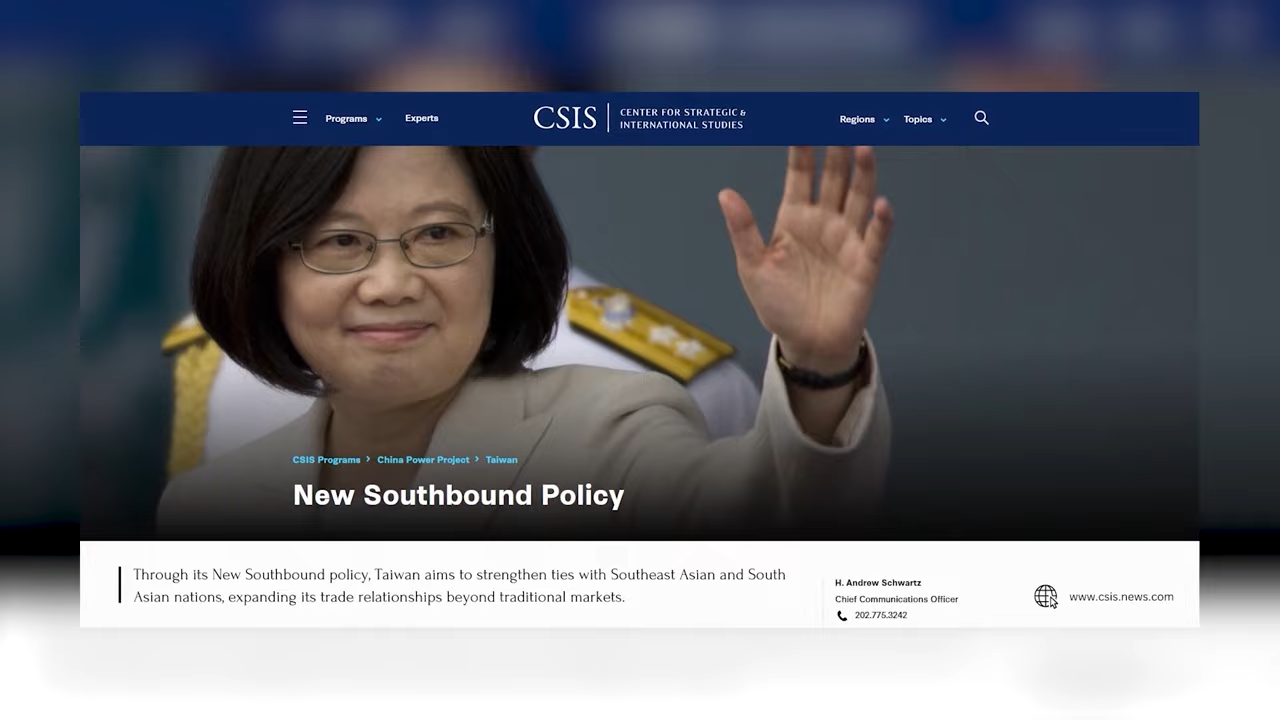 Programs
Experts
CSIS
CENTER FOR STRATEGIC &
INTERNATIONAL STUDIES
Regions
Topics
CSIS Programs > China Power Project > Taiwan
New Southbound Policy
Through its New Southbound policy, Taiwan aims to strengthen ties with Southeast Asian and South
Asian nations, expanding its trade relationships beyond traditional markets.
H. Andrew Schwartz
Chief Communications Officer
202.775.3242
www.csis.news.com